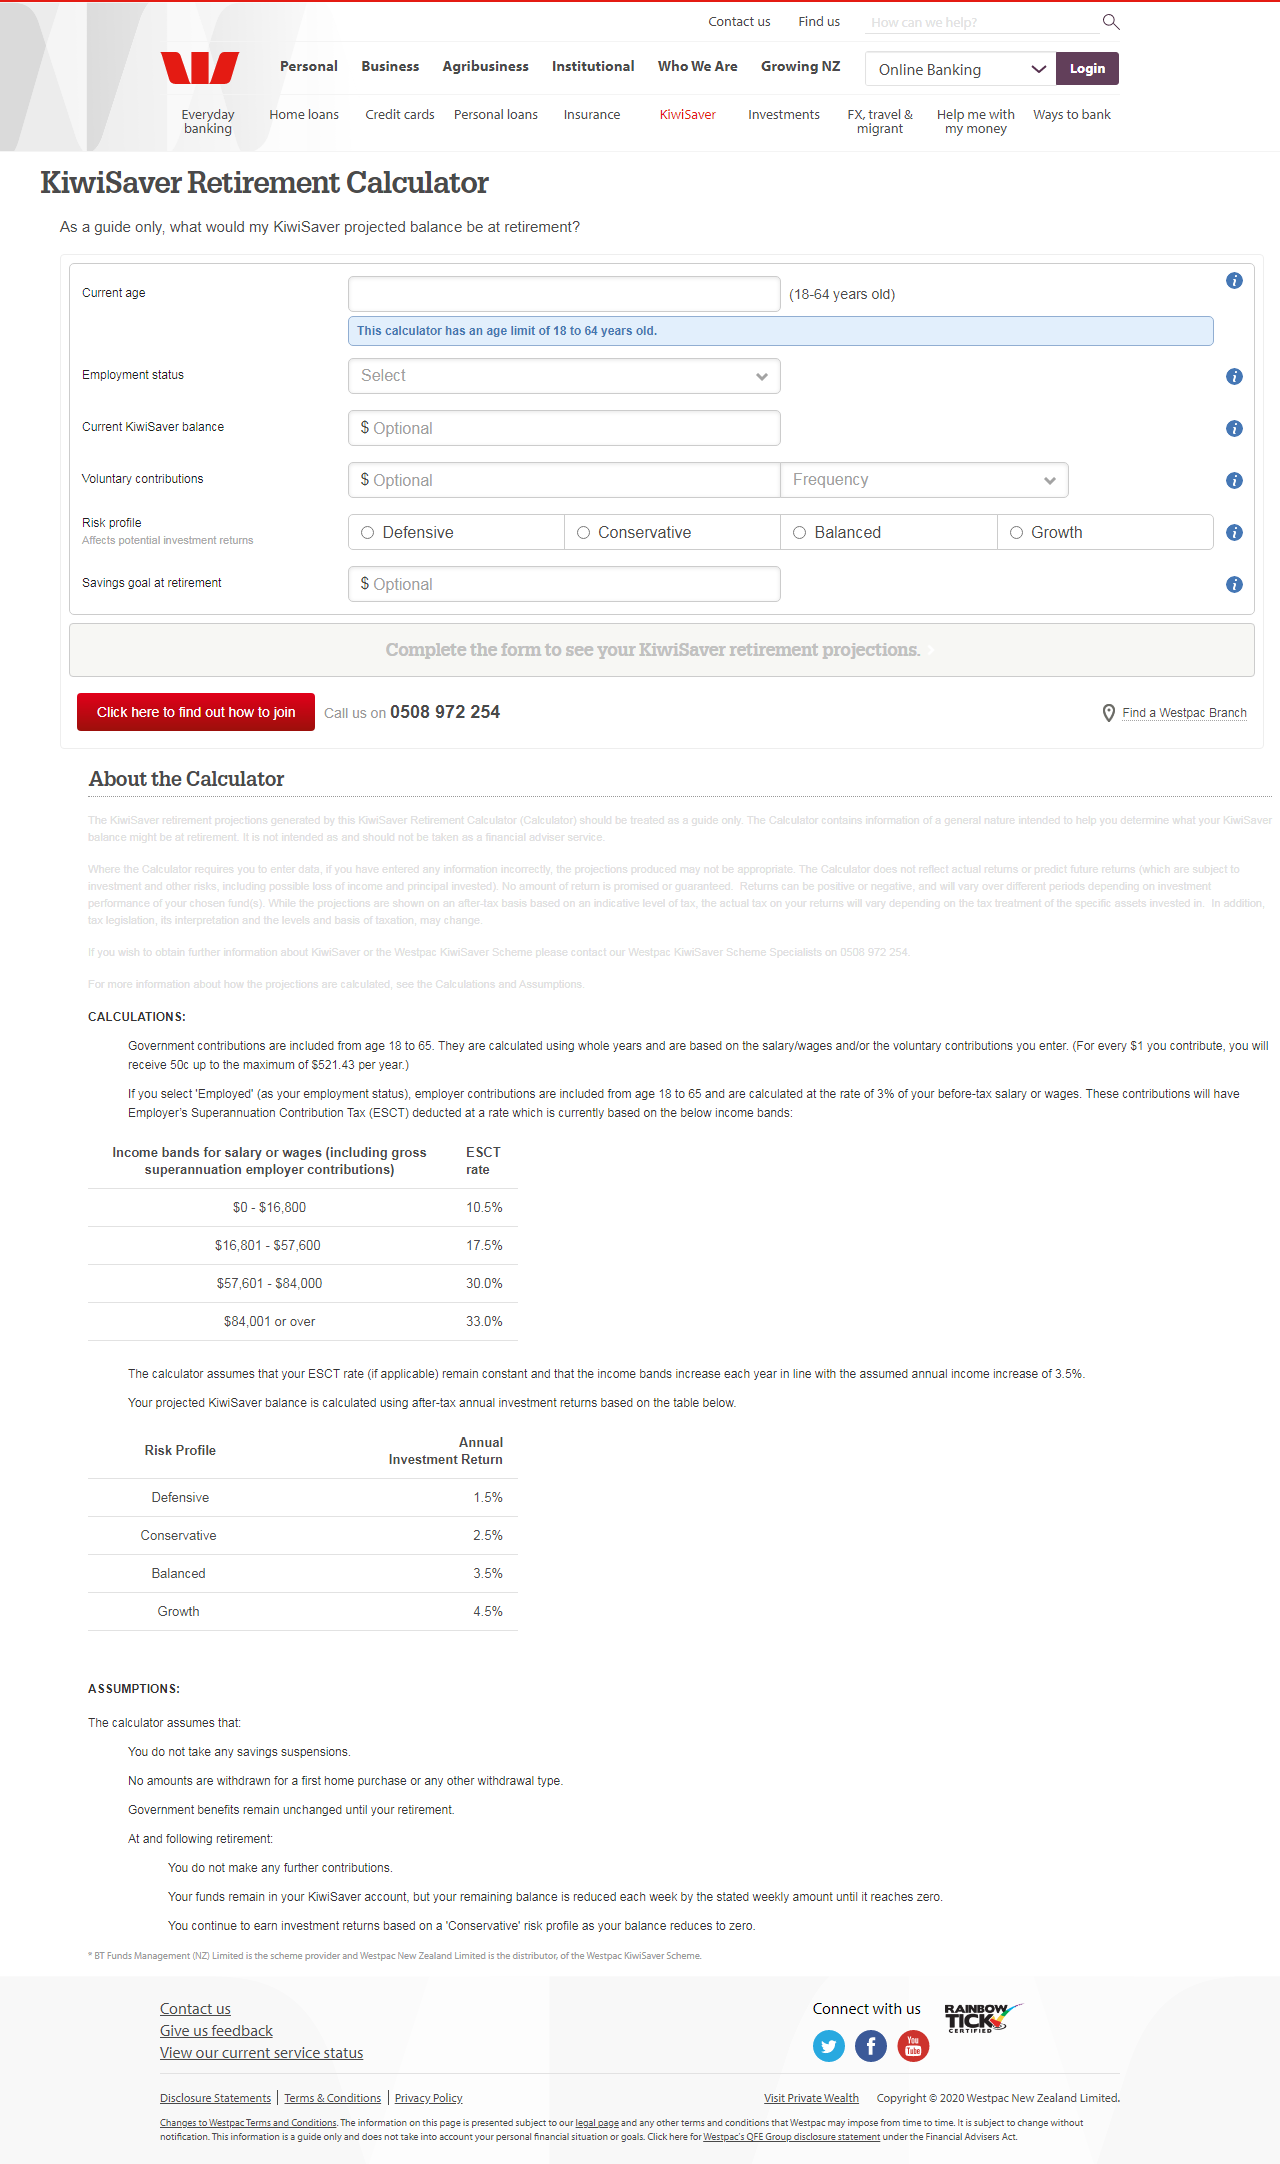 Contact us
Find us
How can we help?
Personal
Business
Agribusiness
Institutional
Who We Are
Growing NZ
Online Banking
Login
Everyday
banking
Home loans
Credit cards
Personal loans
Insurance
KiwiSaver
Investments
FX, travel &
migrant
Help me with
my money
Ways to bank
KiwiSaver Retirement Calculator
As a guide only, what would my KiwiSaver projected balance be at retirement?
Current age
(18-64 years old)
This calculator has an age limit of 18 to 64 years old.
Employment status
Select
Current KiwiSaver balance
$ Optional
Voluntary contributions
$ Optional
Frequency
Risk profile
Affects potential investment returns
Defensive
Conservative
Balanced
Growth
Savings goal at retirement
$ Optional
Complete the form to see your KiwiSaver retirement projections.
Click here to find out how to join
Call us on 0508 972 254
Find a Westpac Branch
About the Calculator
The KiwiSaver retirement projections generated by this KiwiSaver Retirement Calculator (Calculator) should be treated as a guide only. The Calculator contains information of a general nature intended to help you determine what your KiwiSaver
balance might be at retirement. It is not intended as and should not be taken as a financial adviser service.
Where the Calculator requires you to enter data, if you have entered any information incorrectly, the projections produced may not be appropriate. The Calculator does not reflect actual returns or predict future returns (which are subject to
investment and other risks, including possible loss of income and principal invested). No amount of return is promised or guaranteed. Returns can be positive or negative, and will vary over different periods depending on investment
performance of your chosen fund(s). While the projections are shown on an after-tax basis based on an indicative level of tax, the actual tax on your returns will vary depending on the tax treatment of the specific assets invested in. In addition,
tax legislation, its interpretation and the levels and basis of taxation, may change.
If you wish to obtain further information about KiwiSaver or the Westpac KiwiSaver Scheme please contact our Westpac KiwiSaver Scheme Specialists on 0508 972 254.
For more information about how the projections are calculated, see the Calculations and Assumptions.
CALCULATIONS:
Government contributions are included from age 18 to 65. They are calculated using whole years and are based on the salary/wages and/or the voluntary contributions you enter. (For every $1 you contribute, you will
receive 50c up to the maximum of $521.43 per year.)
If you select 'Employed' (as your employment status), employer contributions are included from age 18 to 65 and are calculated at the rate of 3% of your before-tax salary or wages. These contributions will have
Employer's Superannuation Contribution Tax (ESCT) deducted at a rate which is currently based on the below income bands:
Income bands for salary or wages (including gross
superannuation employer contributions)
ESCT
rate
$0 - $16,800
10.5%
$16,801 - $57,600
17.5%
$57,601 - $84,000
30.0%
$84,001 or over
33.0%
The calculator assumes that your ESCT rate (if applicable) remain constant and that the income bands increase each year in line with the assumed annual income increase of 3.5%.
Your projected KiwiSaver balance is calculated using after-tax annual investment returns based on the table below.
Risk Profile
Annual
Investment Return
Defensive
1.5%
Conservative
2.5%
Balanced
3.5%
Growth
4.5%
ASSUMPTIONS:
The calculator assumes that:
You do not take any savings suspensions.
No amounts are withdrawn for a first home purchase or any other withdrawal type.
Government benefits remain unchanged until your retirement.
At and following retirement:
You do not make any further contributions.
Your funds remain in your KiwiSaver account, but your remaining balance is reduced each week by the stated weekly amount until it reaches zero.
You continue to earn investment returns based on a 'Conservative' risk profile as your balance reduces to zero.
* BT Funds Management (NZ) Limited is the scheme provider and Westpac New Zealand Limited is the distributor, of the Westpac KiwiSaver Scheme.
Contact us
Give us feedback
View our current service status
Connect with us
RAINBOW
TICK
CERTIFIED
You
Tube
Disclosure Statements
Terms & Conditions
Privacy Policy
Visit Private Wealth
Copyright © 2020 Westpac New Zealand Limited.
Changes to Westpac Terms and Conditions. The information on this page is presented subject to our legal page and any other terms and conditions that Westpac may impose from time to time. It is subject to change without
notification. This information is a guide only and does not take into account your personal financial situation or goals. Click here for Westpac's QFE Group disclosure statement under the Financial Advisers Act.